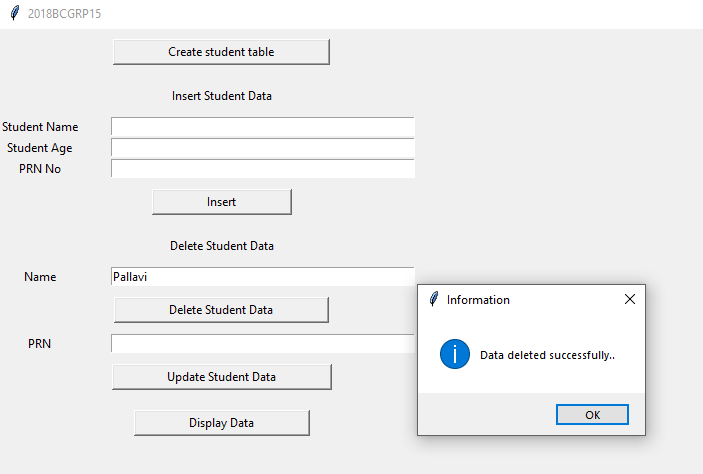 2018BCGRP15
Create student table
Insert Student Data
Student Name
Student Age
PRN No
Insert
Delete Student Data
Name Pallavi
Delete Student Data
PRN
Update Student Data
Display Data
Information
Data deleted successfully..
OK